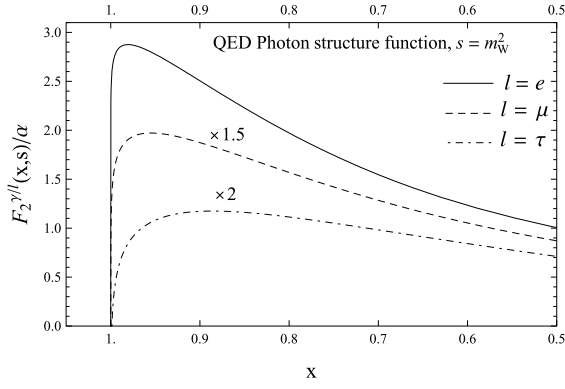 1. 0.9 0.8 0.7 0.6 0.5
QED Photon structure function, s = m_W^2
l = e
l = μ
l = τ
×1.5
×2
F_2^{γ/l}(x,s)/α
3.0
2.5
2.0
1.5
1.0
0.5
0.0
1. 0.9 0.8 0.7 0.6 0.5
x